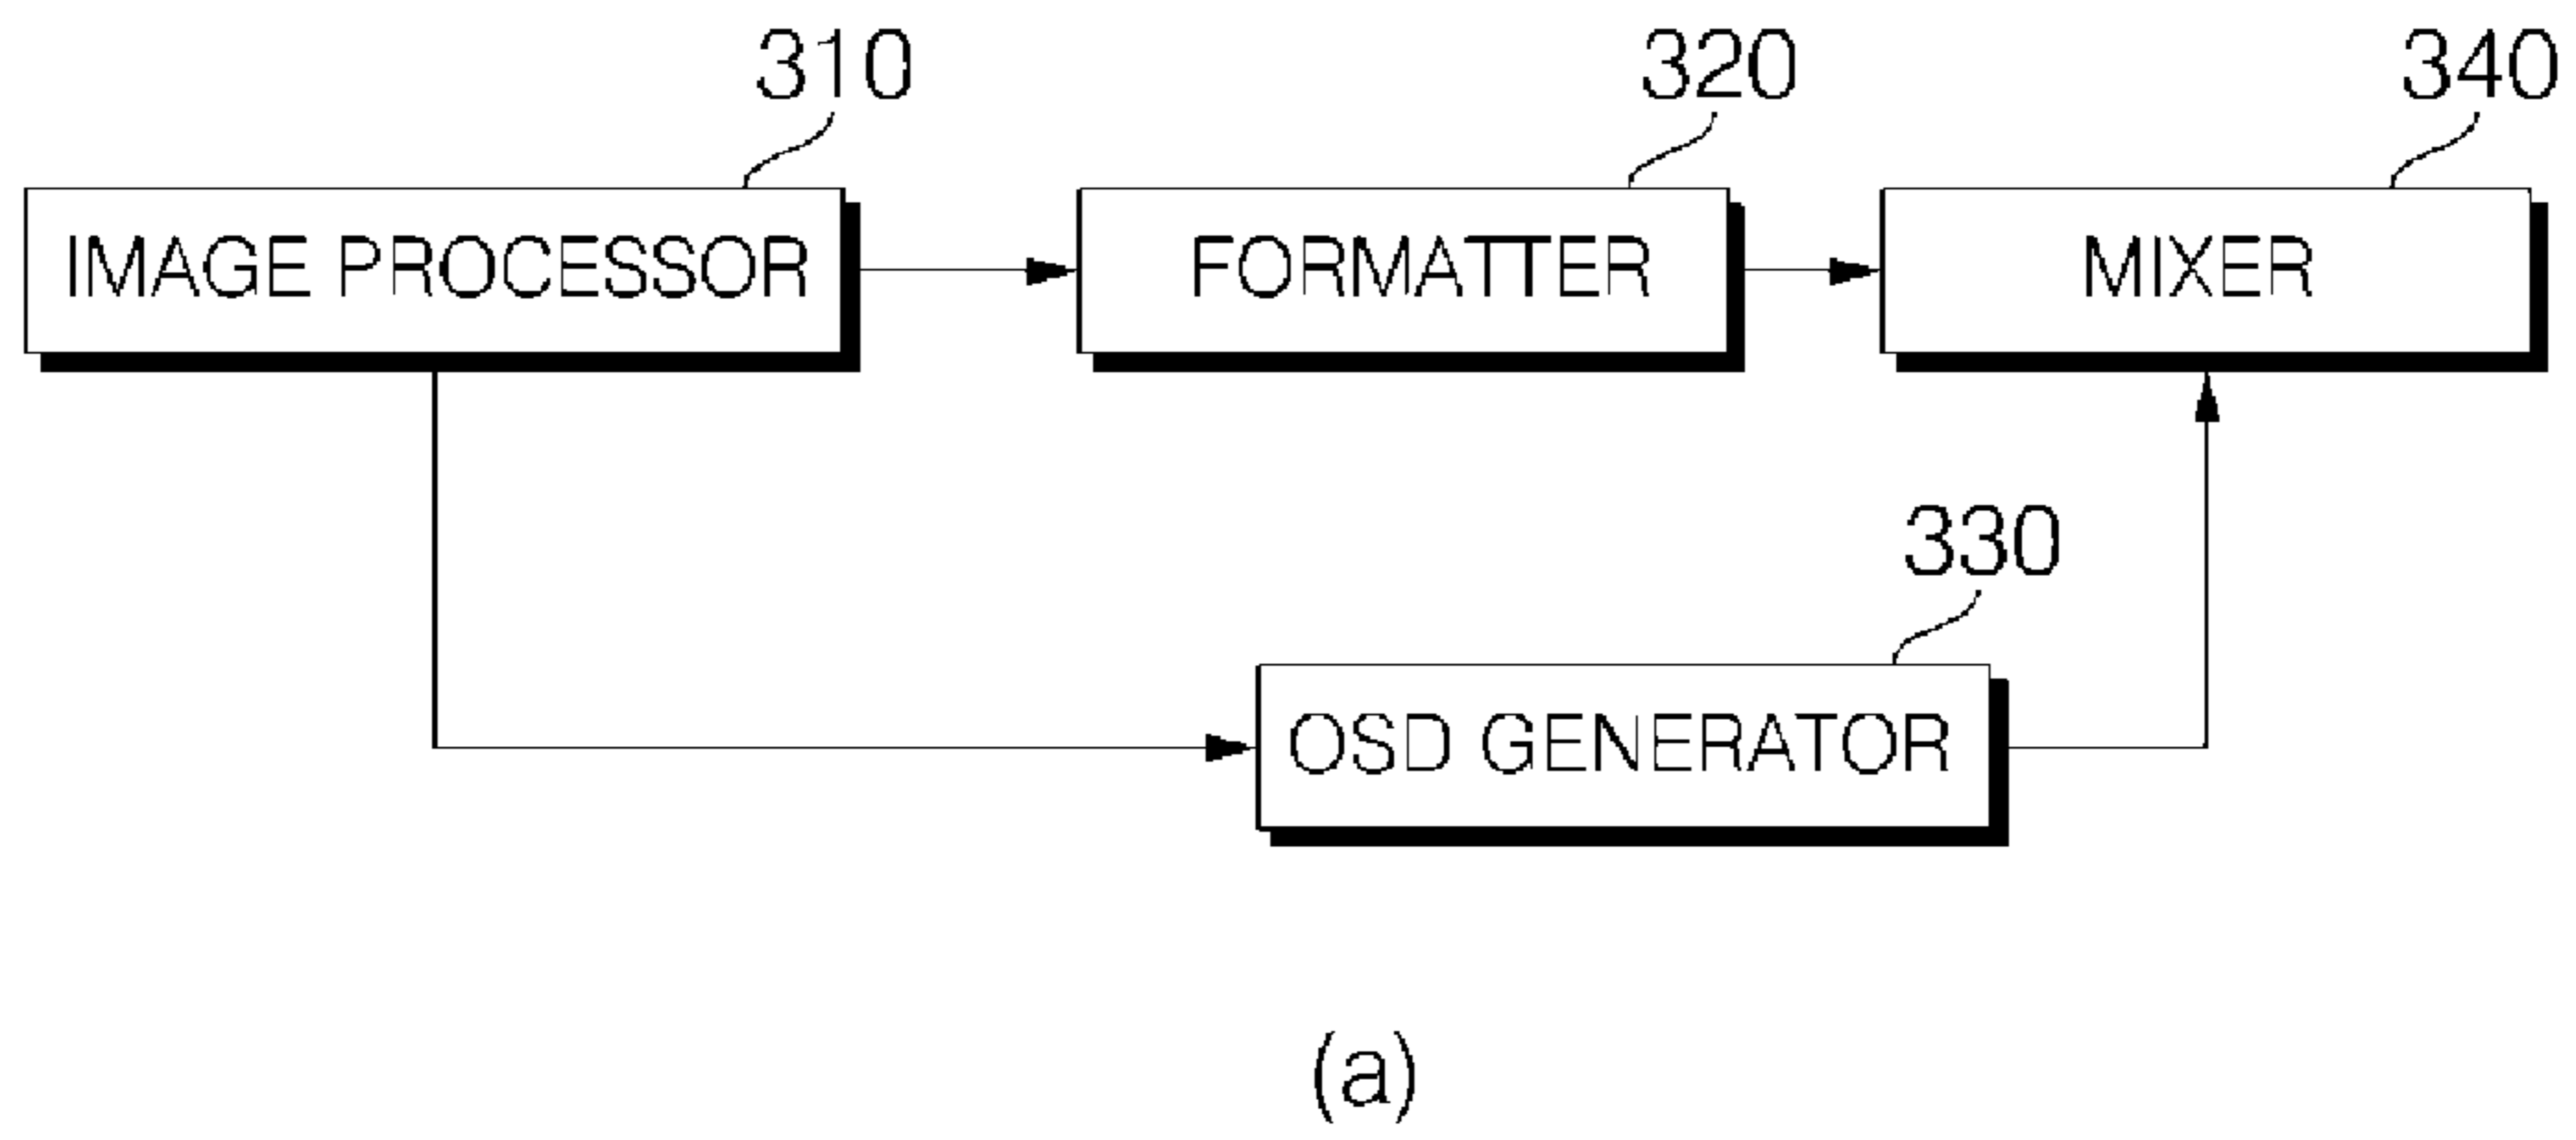 310 320 340
IMAGE PROCESSOR FORMATTER MIXER
330
OSD GENERATOR
(a)